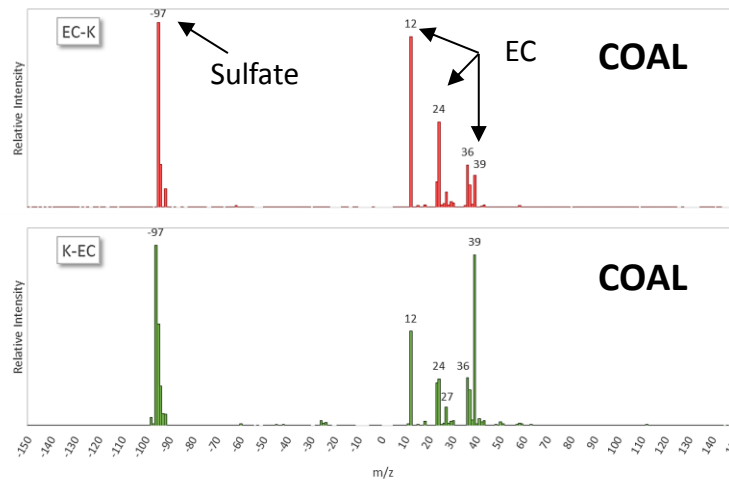 EC-K
-97
Sulfate
12
EC
COAL
24
36
39
Relative Intensity
K-EC
-97
39
COAL
12
24
36
27
Relative Intensity
-150 -140 -130 -120 -110 -100 -90 -80 -70 -60 -50 -40 -30 -20 -10 0 10 20 30 40 50 60 70 80 90 100 110 120 130 140 150
m/z